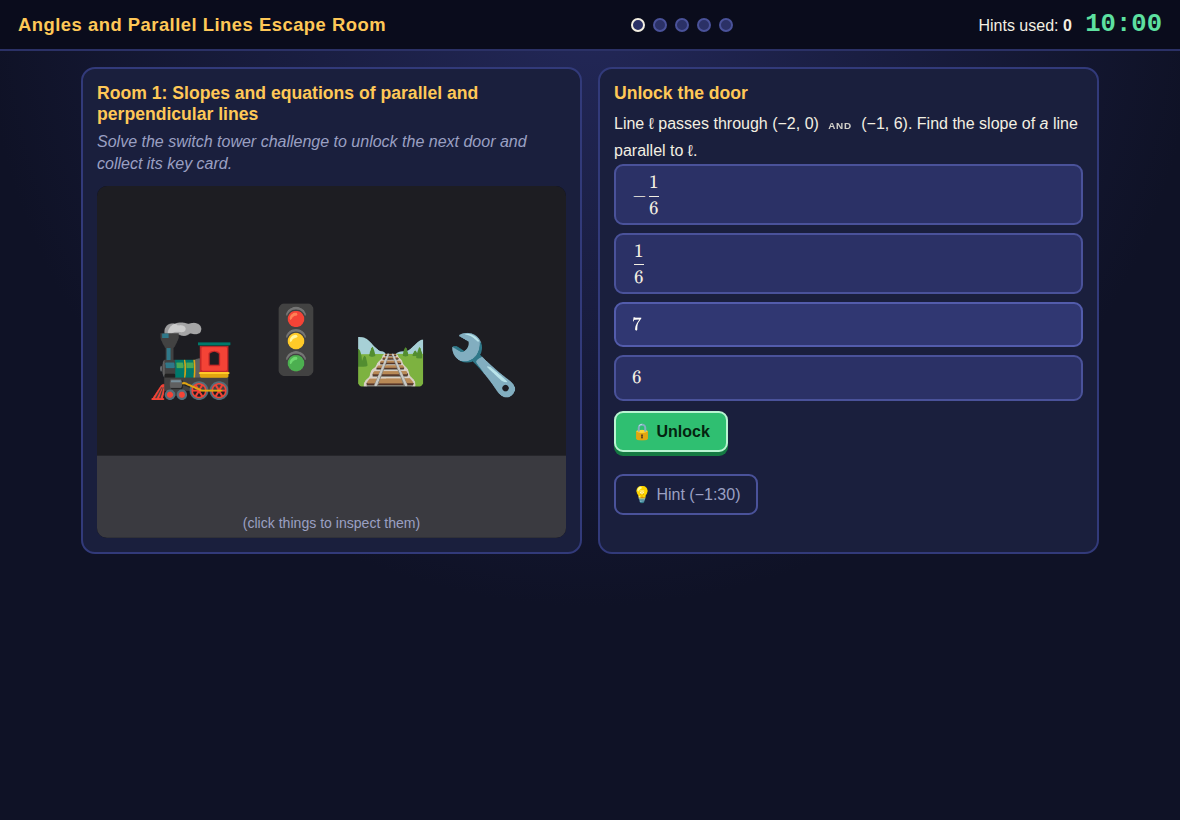 Angles and Parallel Lines Escape Room
Hints used: 0 10:00
Room 1: Slopes and equations of parallel and
perpendicular lines
Solve the switch tower challenge to unlock the next door and
collect its key card.
(click things to inspect them)
Unlock the door
Line ℓ passes through (−2, 0) AND (−1, 6). Find the slope of a line
parallel to ℓ.
−1/6
1/6
7
6
🔒 Unlock
💡 Hint (−1:30)